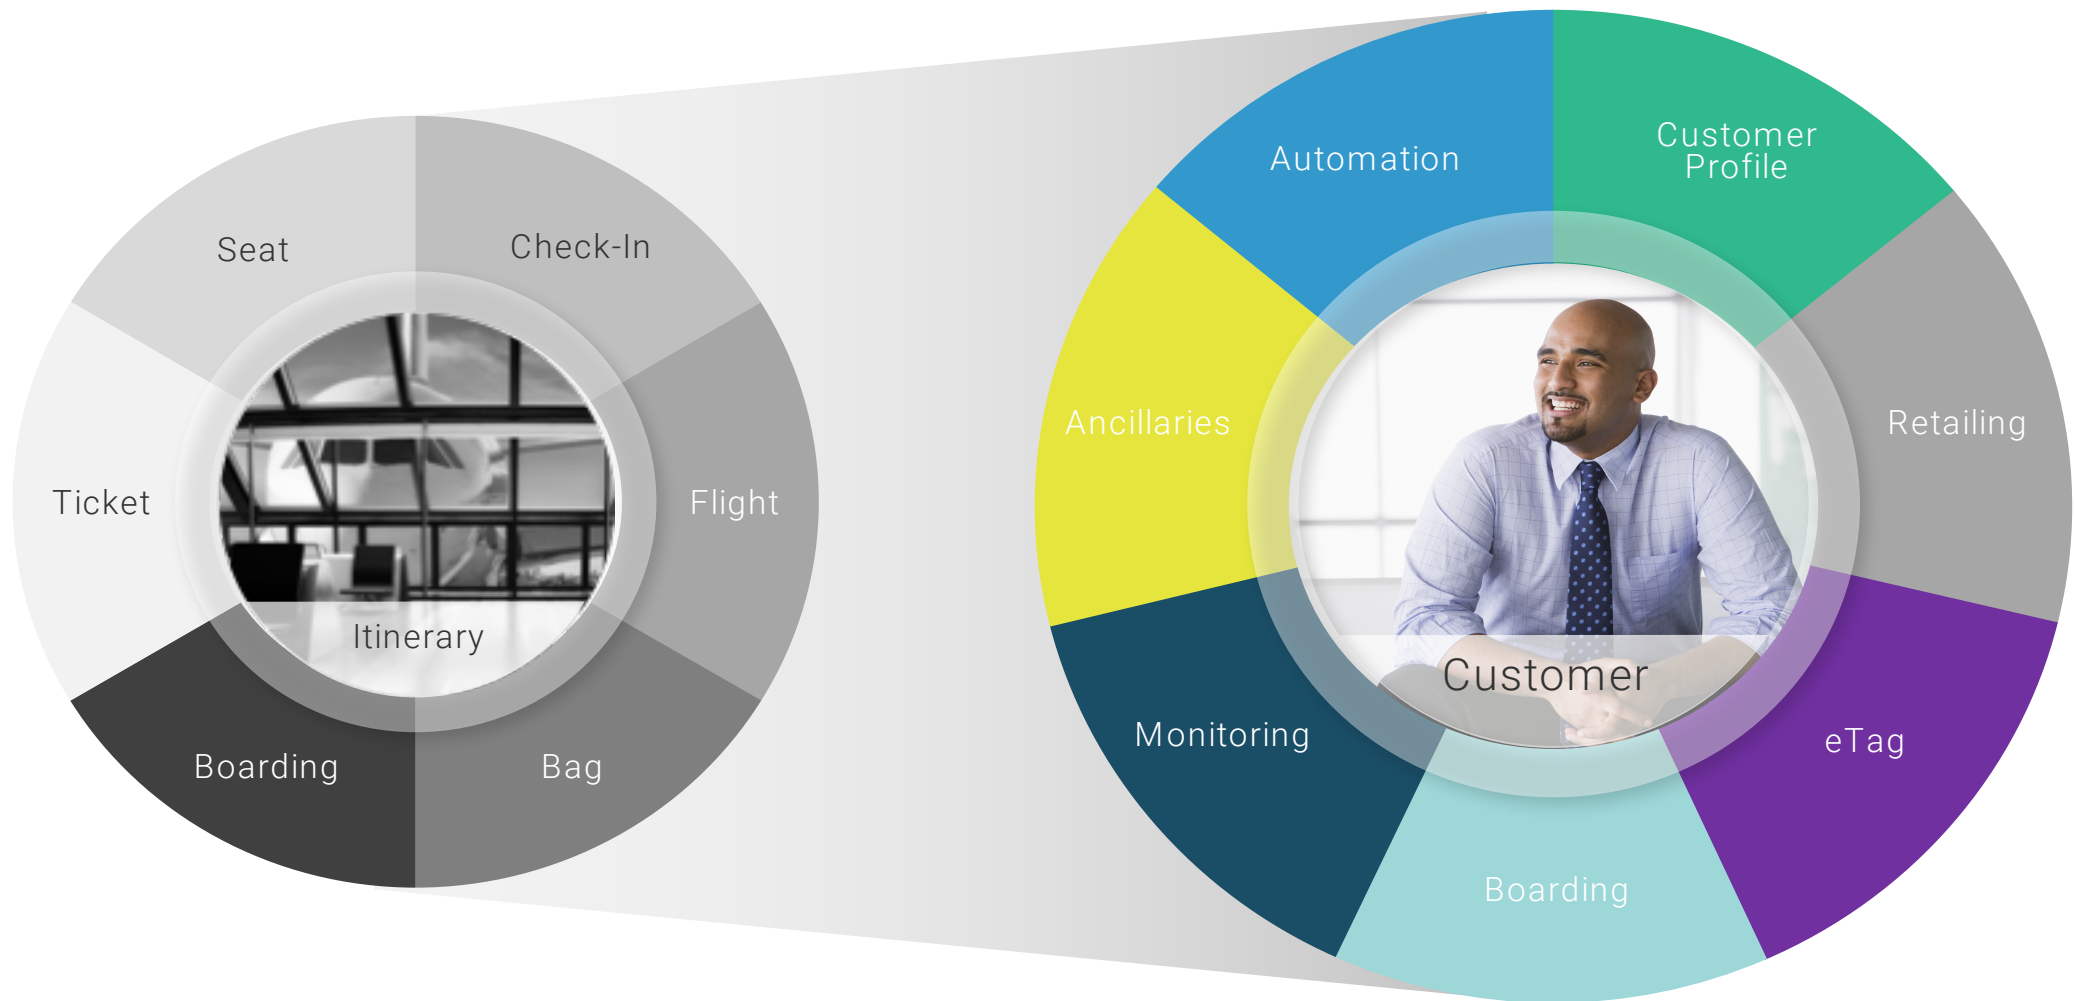 Seat
Check-In
Ticket
Flight
Itinerary
Boarding
Bag
Automation
Customer
Profile
Ancillaries
Retailing
Customer
Monitoring
eTag
Boarding